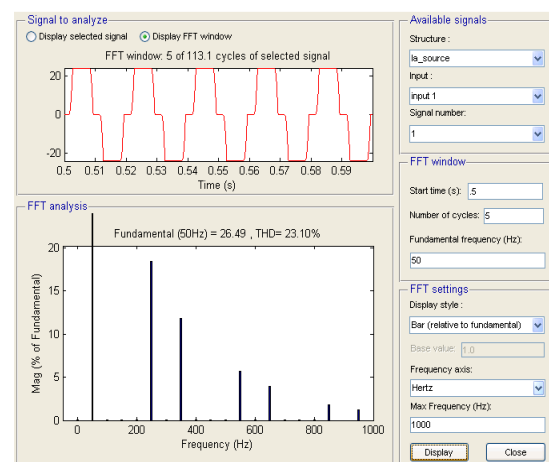 Signal to analyze
Display selected signal Display FFT window
FFT window: 5 of 113.1 cycles of selected signal
20
0
-20
0.5 0.51 0.52 0.53 0.54 0.55 0.56 0.57 0.58 0.59
Time (s)
FFT analysis
Fundamental (50Hz) = 26.49 , THD= 23.10%
20
15
10
5
0
Mag (% of Fundamental)
0 200 400 600 800 1000
Frequency (Hz)
Available signals
Structure :
Ia_source
Input :
input 1
Signal number:
1
FFT window
Start time (s): .5
Number of cycles: 5
Fundamental frequency (Hz):
50
FFT settings
Display style :
Bar (relative to fundamental)
Base value: 1.0
Frequency axis:
Hertz
Max Frequency (Hz):
1000
Display Close